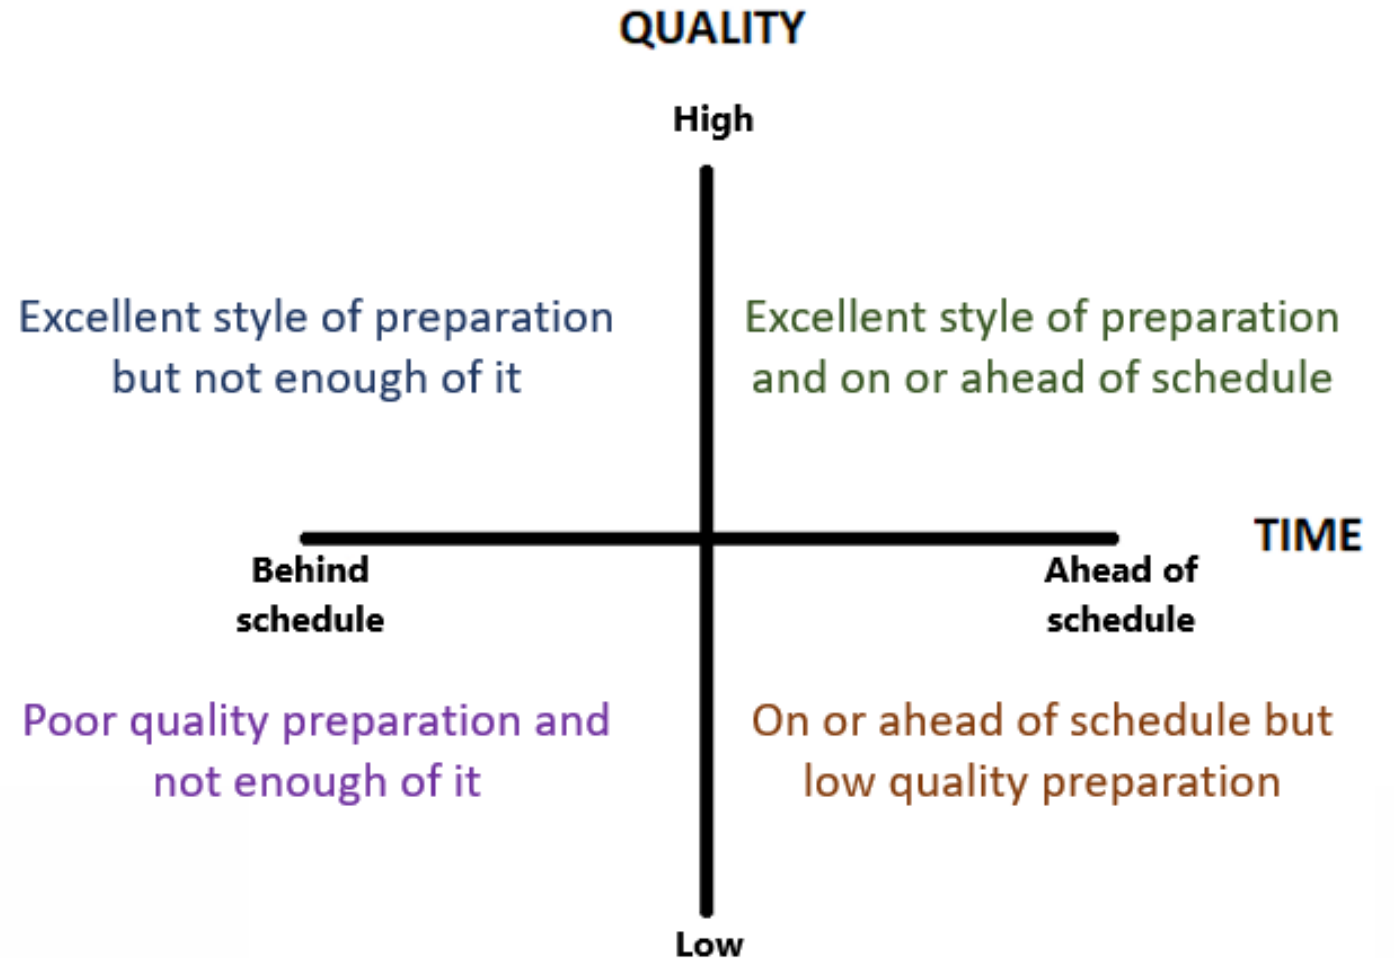 QUALITY
High
Excellent style of preparation
but not enough of it
Excellent style of preparation
and on or ahead of schedule
TIME
Behind
schedule
Ahead of
schedule
Poor quality preparation and
not enough of it
On or ahead of schedule but
low quality preparation
Low